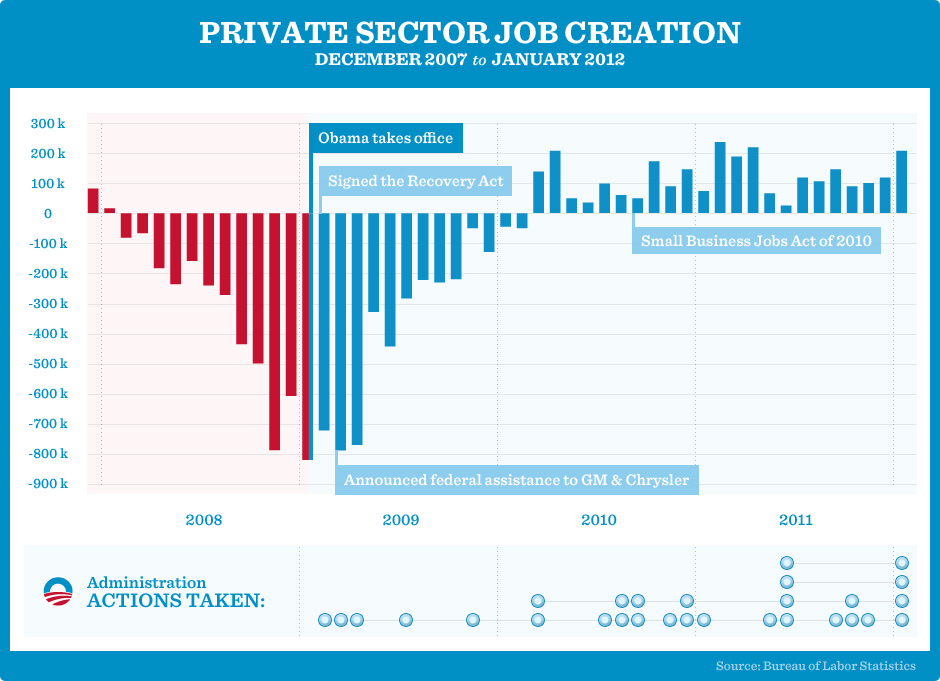 PRIVATE SECTOR JOB CREATION
DECEMBER 2007 to JANUARY 2012
300 k
200 k
100 k
0
-100 k
-200 k
-300 k
-400 k
-500 k
-600 k
-700 k
-800 k
-900 k
Obama takes office
Signed the Recovery Act
Small Business Jobs Act of 2010
Announced federal assistance to GM & Chrysler
2008 2009 2010 2011
Administration
ACTIONS TAKEN:
Source: Bureau of Labor Statistics